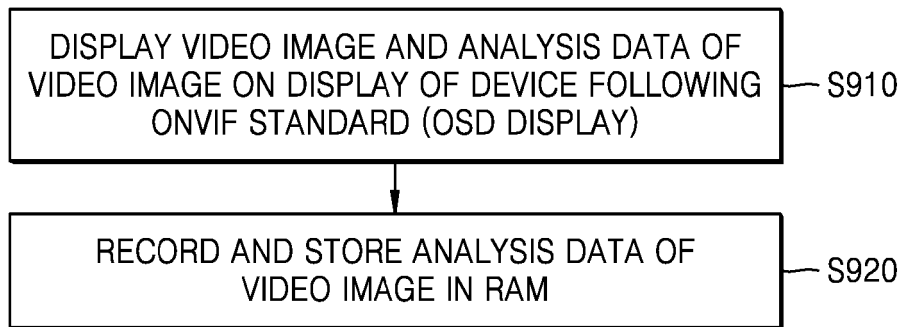 DISPLAY VIDEO IMAGE AND ANALYSIS DATA OF
VIDEO IMAGE ON DISPLAY OF DEVICE FOLLOWING
ONVIF STANDARD (OSD DISPLAY)
S910
RECORD AND STORE ANALYSIS DATA OF
VIDEO IMAGE IN RAM
S920